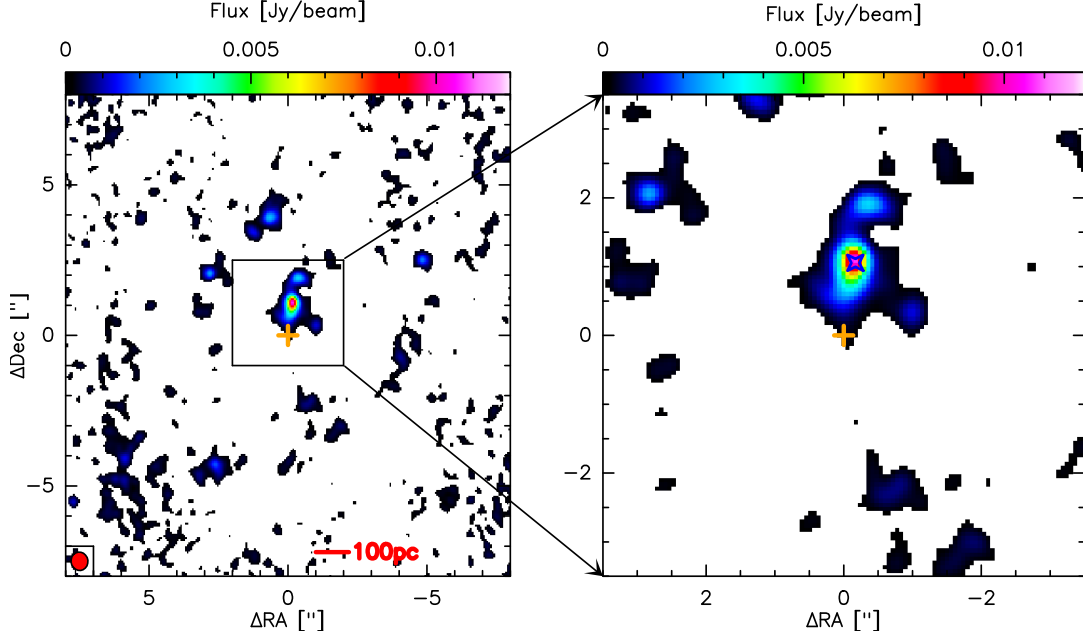 Flux [Jy/beam]
0 0.005 0.01
5
0
−5
ΔDec ["]
100pc
5 0 −5
ΔRA ["]
Flux [Jy/beam]
0 0.005 0.01
2
0
−2
2 0 −2
ΔRA ["]